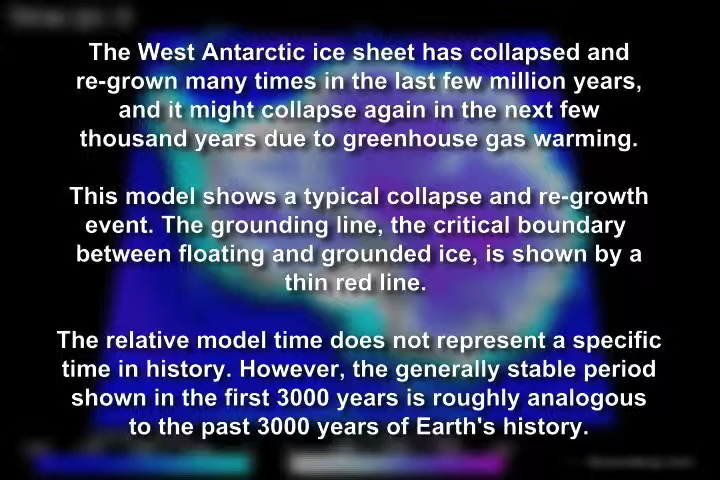 The West Antarctic ice sheet has collapsed and
re-grown many times in the last few million years,
and it might collapse again in the next few
thousand years due to greenhouse gas warming.
This model shows a typical collapse and re-growth
event. The grounding line, the critical boundary
between floating and grounded ice, is shown by a
thin red line.
The relative model time does not represent a specific
time in history. However, the generally stable period
shown in the first 3000 years is roughly analogous
to the past 3000 years of Earth's history.